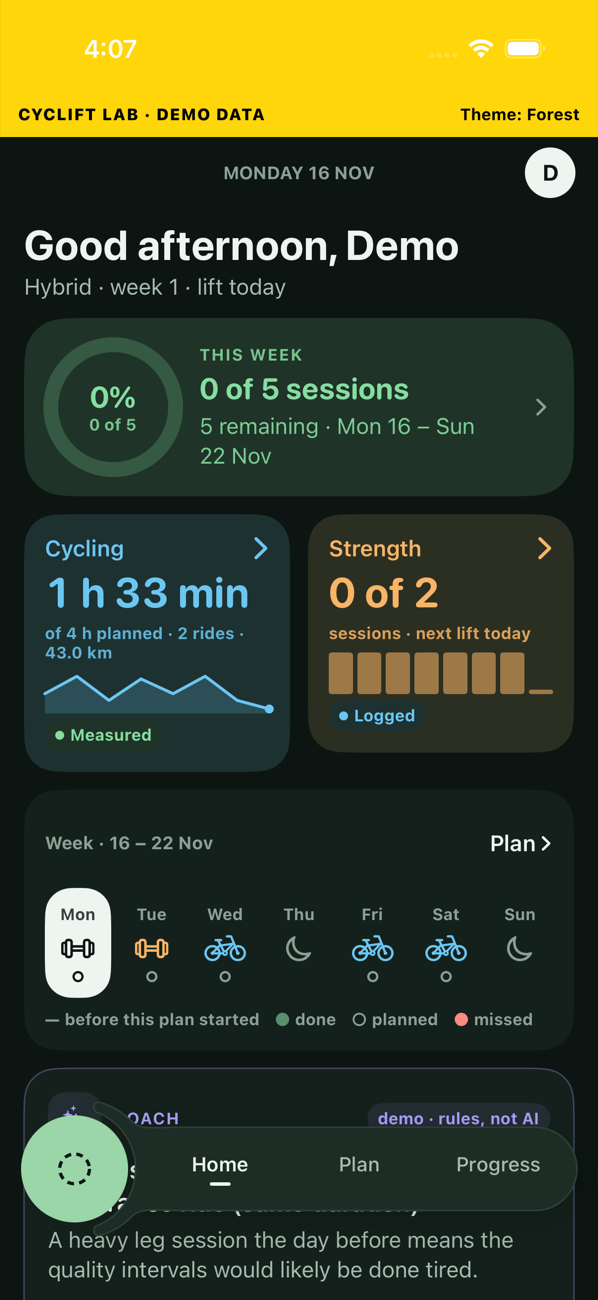 4:07
CYCLIFT LAB · DEMO DATA
Theme: Forest
MONDAY 16 NOV
D
Good afternoon, Demo
Hybrid · week 1 · lift today
THIS WEEK
0%
0 of 5
0 of 5 sessions
5 remaining · Mon 16 – Sun
22 Nov
Cycling
1 h 33 min
of 4 h planned · 2 rides ·
43.0 km
Measured
Strength
0 of 2
sessions · next lift today
Logged
Week · 16 – 22 Nov
Plan
Mon Tue Wed Thu Fri Sat Sun
— before this plan started done planned missed
demo · rules, not AI
Home Plan Progress
A heavy leg session the day before means the
quality intervals would likely be done tired.